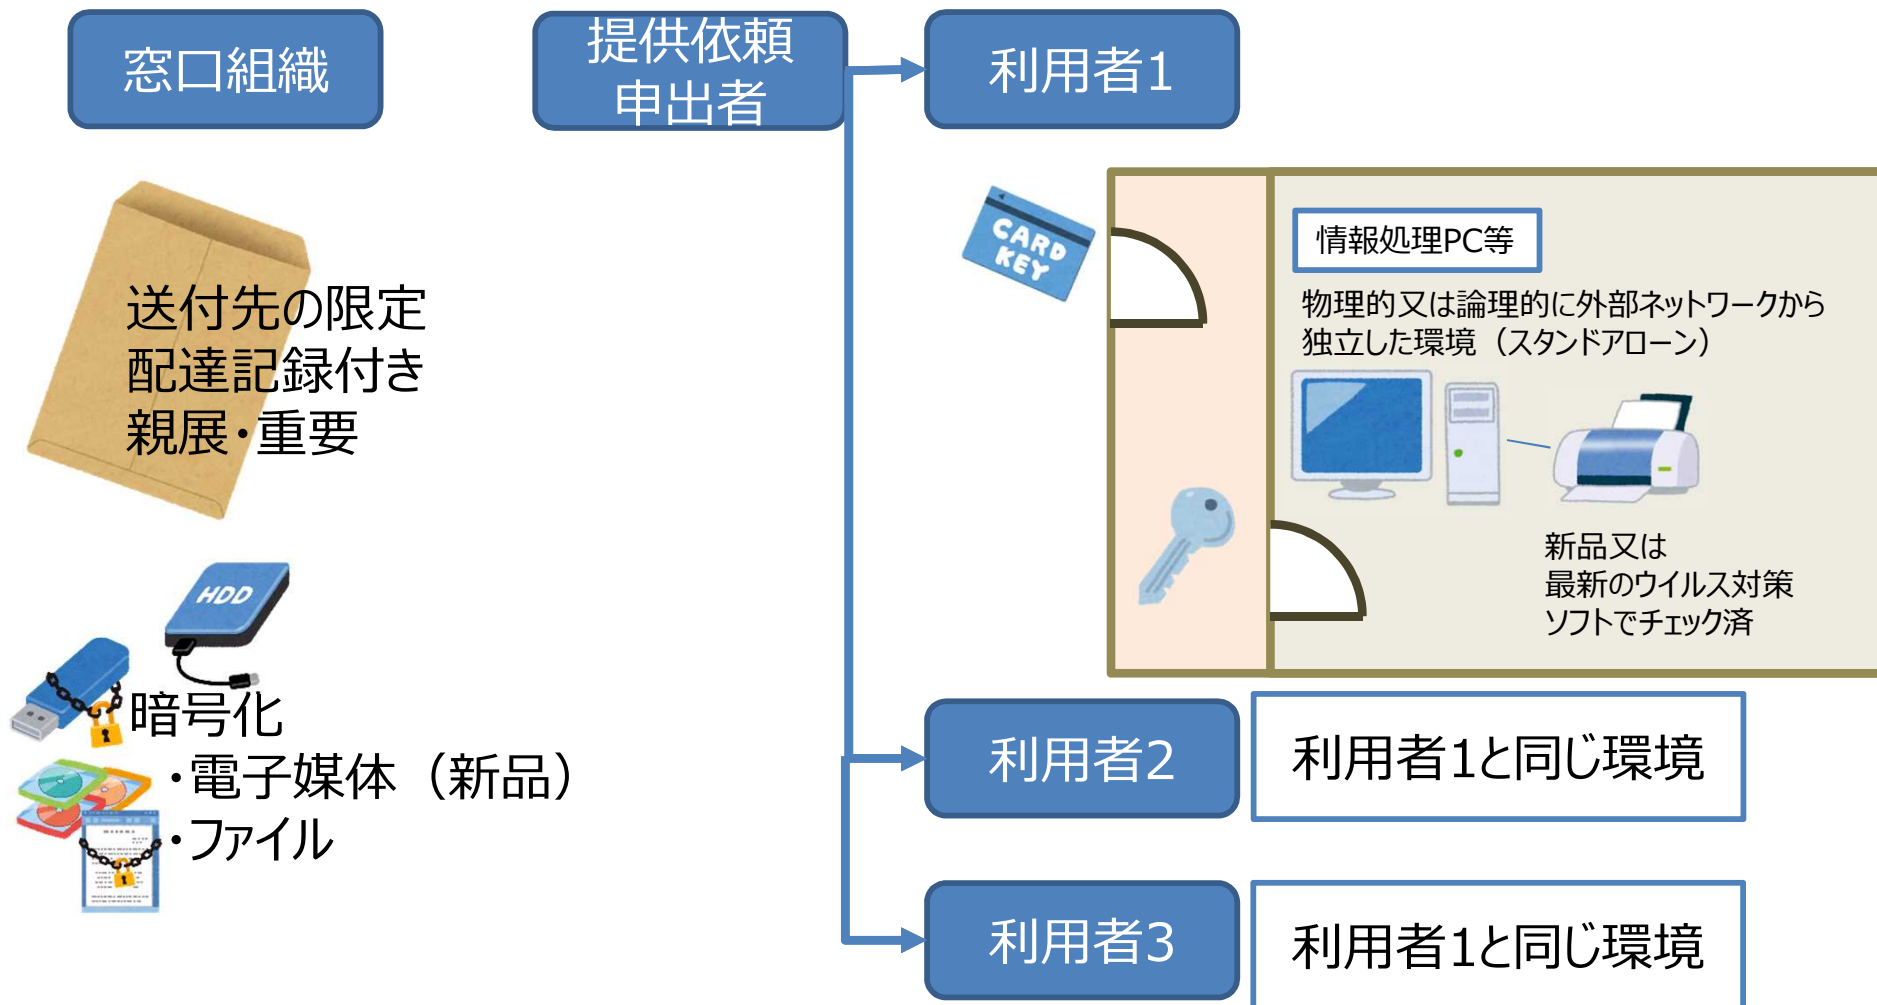 窓口組織
提供依頼
申出者
利用者1
送付先の限定
配達記録付き
親展・重要
CARD
KEY
情報処理PC等
物理的又は論理的に外部ネットワークから
独立した環境（スタンドアローン）
新品又は
最新のウイルス対策
ソフトでチェック済
HDD
暗号化
・電子媒体（新品）
・ファイル
利用者2
利用者1と同じ環境
利用者3
利用者1と同じ環境